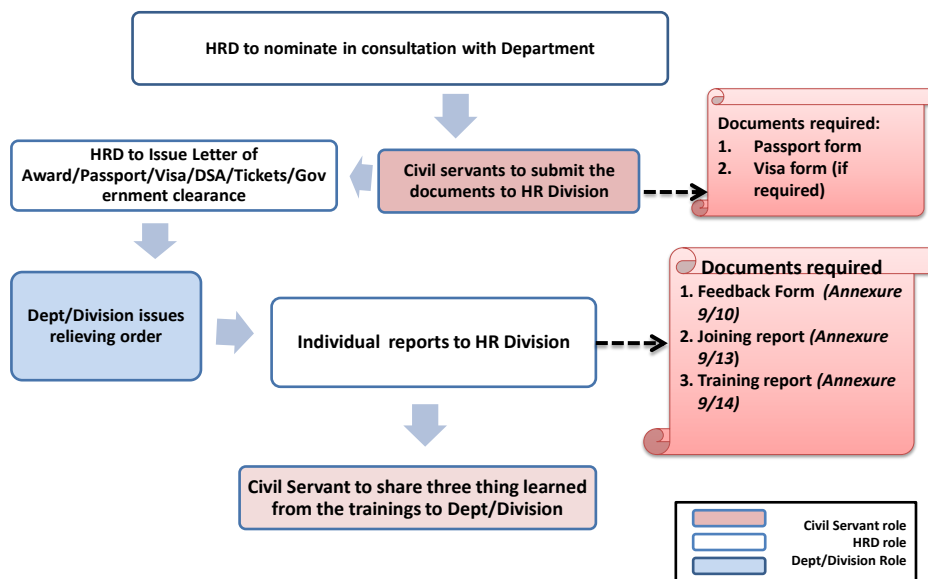 HRD to nominate in consultation with Department
Civil servants to submit the
documents to HR Division
Documents required:
1. Passport form
2. Visa form (if
required)
HRD to Issue Letter of
Award/Passport/Visa/DSA/Tickets/Gov
ernment clearance
Dept/Division issues
relieving order
Individual reports to HR Division
Documents required
1. Feedback Form (Annexure
9/10)
2. Joining report (Annexure
9/13)
3. Training report (Annexure
9/14)
Civil Servant to share three thing learned
from the trainings to Dept/Division
Civil Servant role
HRD role
Dept/Division Role